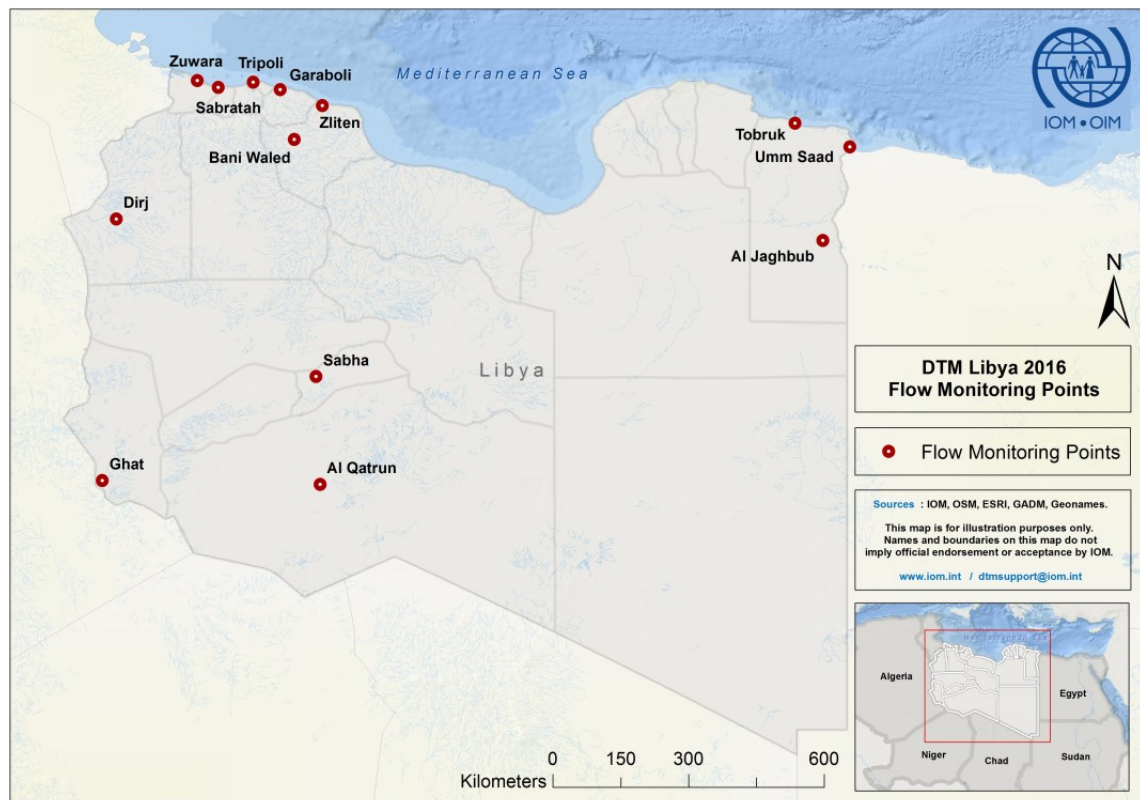 Zuwara
Tripoli
Garaboli
Mediterranean Sea
Sabratah
Zliten
Bani Waled
Tobruk
Umm Saad
IOM • OIM
Dirj
Al Jaghbub
N
Sabha
Libya
Ghat
Al Qatrun
DTM Libya 2016
Flow Monitoring Points
Flow Monitoring Points
Sources : IOM, OSM, ESRI, GADM, Geonames.
This map is for illustration purposes only.
Names and boundaries on this map do not
imply official endorsement or acceptance by IOM.
www.iom.int / dtmsupport@iom.int
Mediterranean Sea
Algeria
Egypt
Niger
Chad
Sudan
0 150 300 600
Kilometers